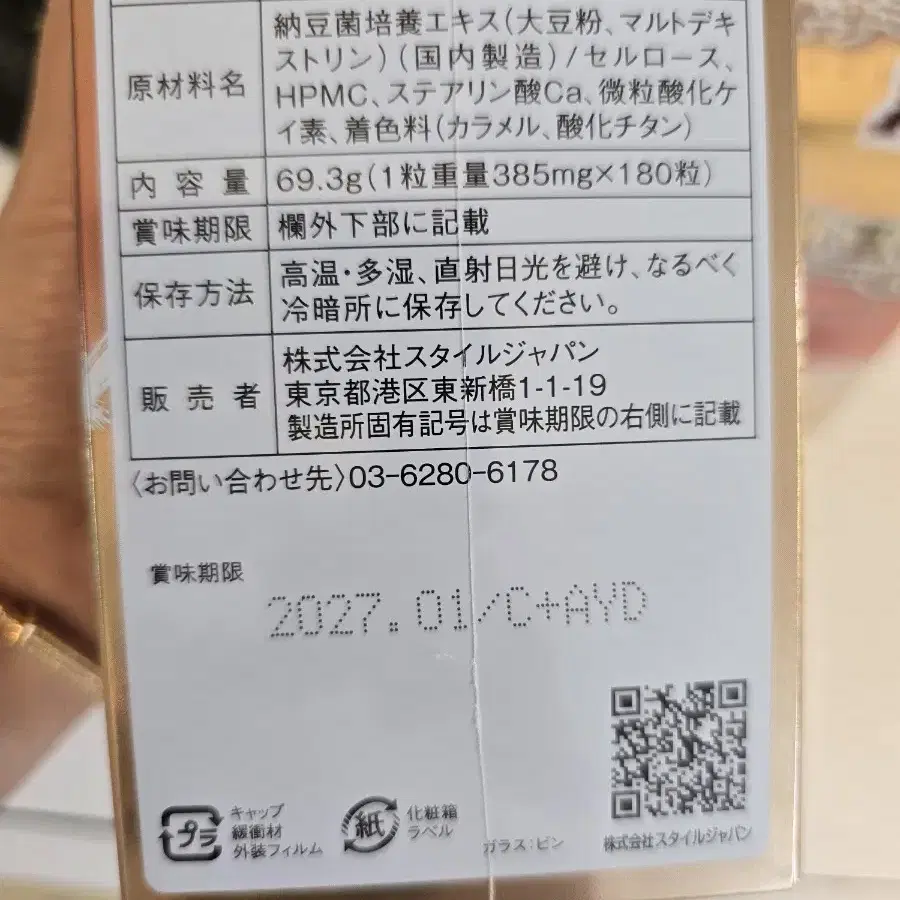 原材料名
納豆菌培養エキス(大豆粉、マルトデキ
ストリン)(国内製造)/セルロース、
HPMC、ステアリン酸Ca、微粒酸化ケ
イ素、着色料(カラメル、酸化チタン)
内容量
69.3g(1粒重量385mg×180粒)
賞味期限
欄外下部に記載
保存方法
高温・多湿、直射日光を避け、なるべく
冷暗所に保存してください。
販売者
株式会社スタイルジャパン
東京都港区東新橋1-1-19
製造所固有記号は賞味期限の右側に記載
〈お問い合わせ先〉03-6280-6178
賞味期限
2027.01/C+AYD
プラ
キャップ
緩衝材
外装フィルム
紙
化粧箱
ラベル
ガラス:ビン
株式会社スタイルジャパン